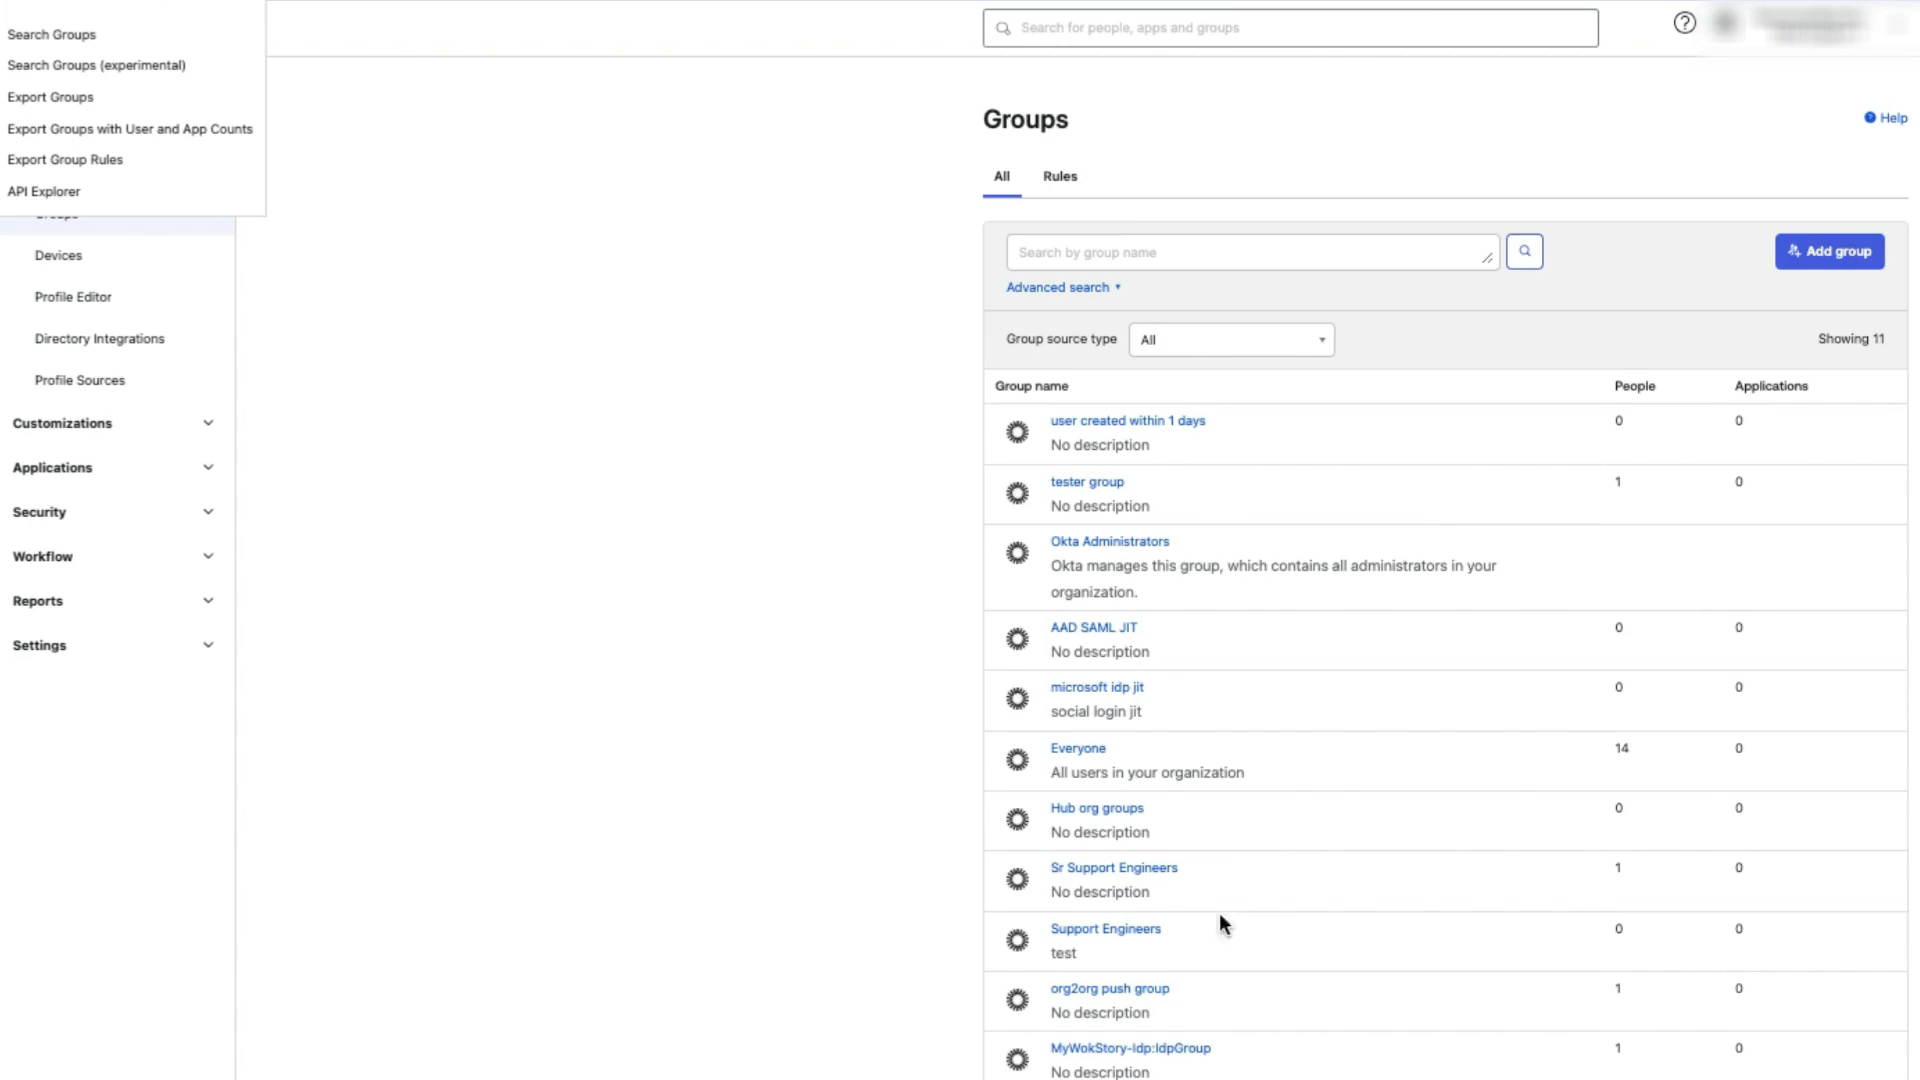 Search Groups
Search Groups (experimental)
Export Groups
Export Groups with User and App Counts
Export Group Rules
API Explorer
Groups
Devices
Profile Editor
Directory Integrations
Profile Sources
Customizations
Applications
Security
Workflow
Reports
Settings
Search for people, apps and groups
Groups
Help
All
Rules
Search by group name
Add group
Advanced search
Group source type
All
Showing 11
Group name People Applications
user created within 1 days 0 0
No description
tester group 1 0
No description
Okta Administrators
Okta manages this group, which contains all administrators in your
organization.
AAD SAML JIT 0 0
No description
microsoft idp jit 0 0
social login jit
Everyone 14 0
All users in your organization
Hub org groups 0 0
No description
Sr Support Engineers 1 0
No description
Support Engineers 0 0
test
org2org push group 1 0
No description
MyWokStory-Idp:IdpGroup 1 0
No description